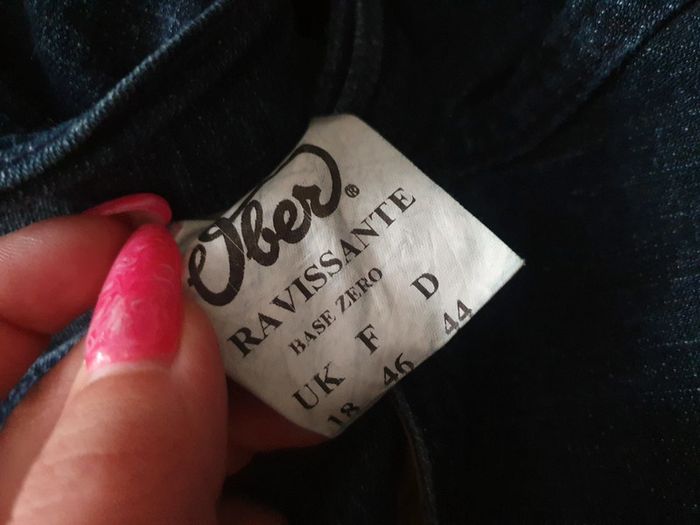 Ober®
RAVISSANTE
BASE ZERO
UK F D
18 46 44